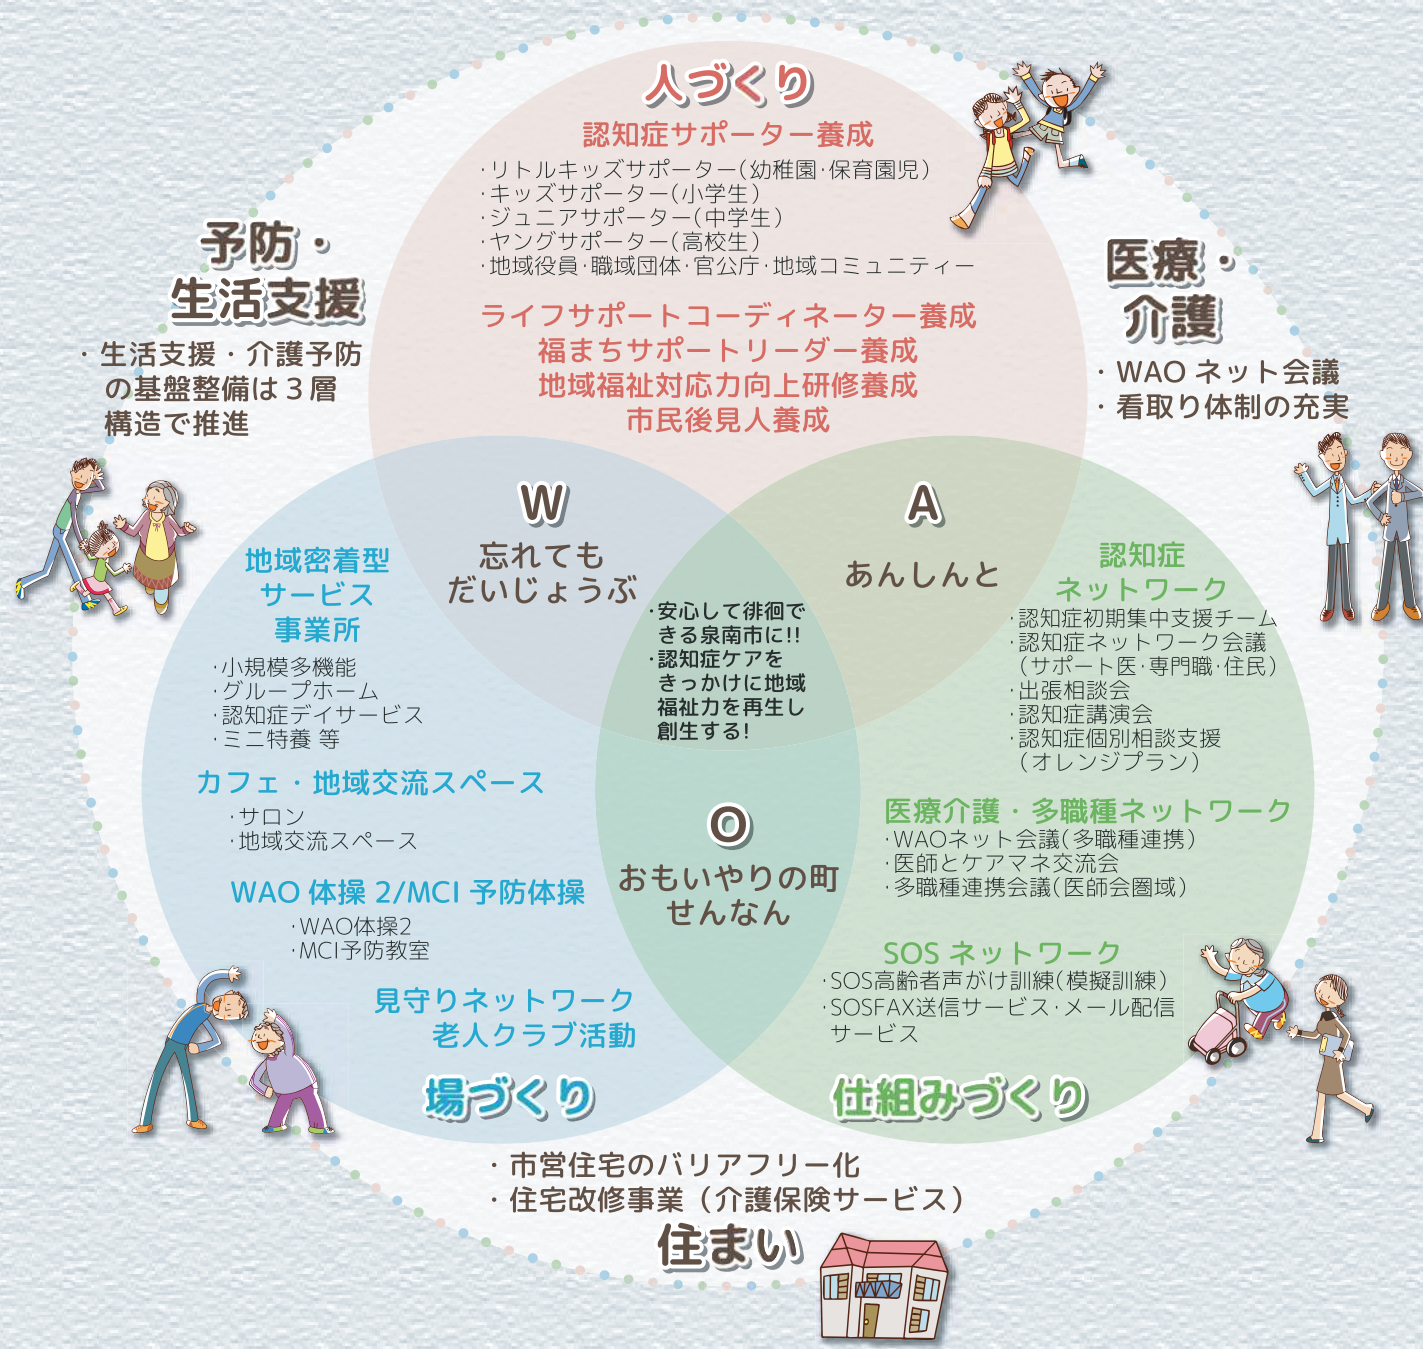 人づくり
認知症サポーター養成
・リトルキッズサポーター（幼稚園・保育園児）
・キッズサポーター（小学生）
・ジュニアサポーター（中学生）
・ヤングサポーター（高校生）
・地域役員・職域団体・官公庁・地域コミュニティー
ライフサポートコーディネーター養成
福まちサポートリーダー養成
地域福祉対応力向上研修養成
市民後見人養成
予防・
生活支援
・生活支援・介護予防
の基盤整備は３層
構造で推進
医療・
介護
・WAO ネット会議
・看取り体制の充実
W
忘れても
だいじょうぶ
A
あんしんと
・安心して徘徊で
きる泉南市に!!
・認知症ケアを
きっかけに地域
福祉力を再生し
創生する!
O
おもいやりの町
せんなん
地域密着型
サービス
事業所
・小規模多機能
・グループホーム
・認知症デイサービス
・ミニ特養 等
カフェ・地域交流スペース
・サロン
・地域交流スペース
WAO 体操 2/MCI 予防体操
・WAO体操2
・MCI予防教室
見守りネットワーク
老人クラブ活動
場づくり
認知症
ネットワーク
・認知症初期集中支援チーム
・認知症ネットワーク会議
（サポート医・専門職・住民）
・出張相談会
・認知症講演会
・認知症個別相談支援
（オレンジプラン）
医療介護・多職種ネットワーク
・WAOネット会議（多職種連携）
・医師とケアマネ交流会
・多職種連携会議（医師会圏域）
SOS ネットワーク
・SOS高齢者声がけ訓練（模擬訓練）
・SOSFAX送信サービス・メール配信
サービス
仕組みづくり
・市営住宅のバリアフリー化
・住宅改修事業（介護保険サービス）
住まい